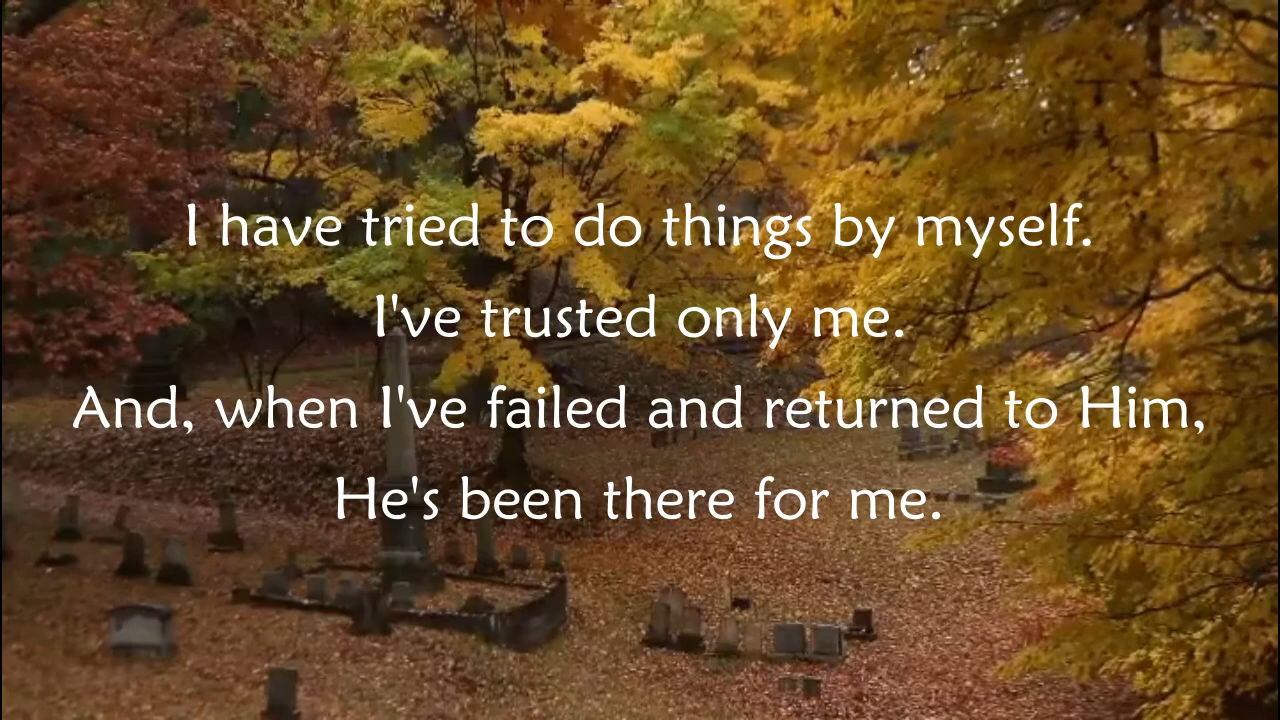 I have tried to do things by myself.
I've trusted only me.
And, when I've failed and returned to Him,
He's been there for me.